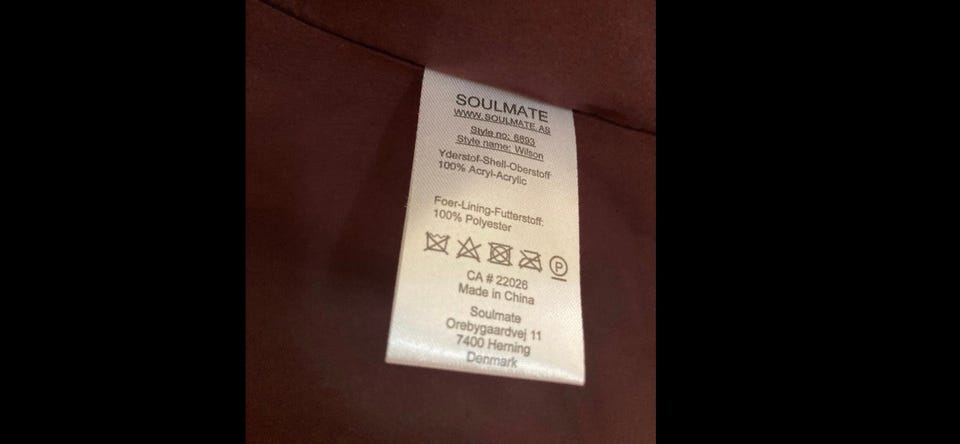 SOULMATE
WWW.SOULMATE.AS
Style no: 6893
Style name: Wilson
Yderstof-Shell-Oberstoff
100% Acryl-Acrylic
Foer-Lining-Futterstoff:
100% Polyester
P
CA # 22026
Made in China
Soulmate
Orebygaardvej 11
7400 Herning
Denmark